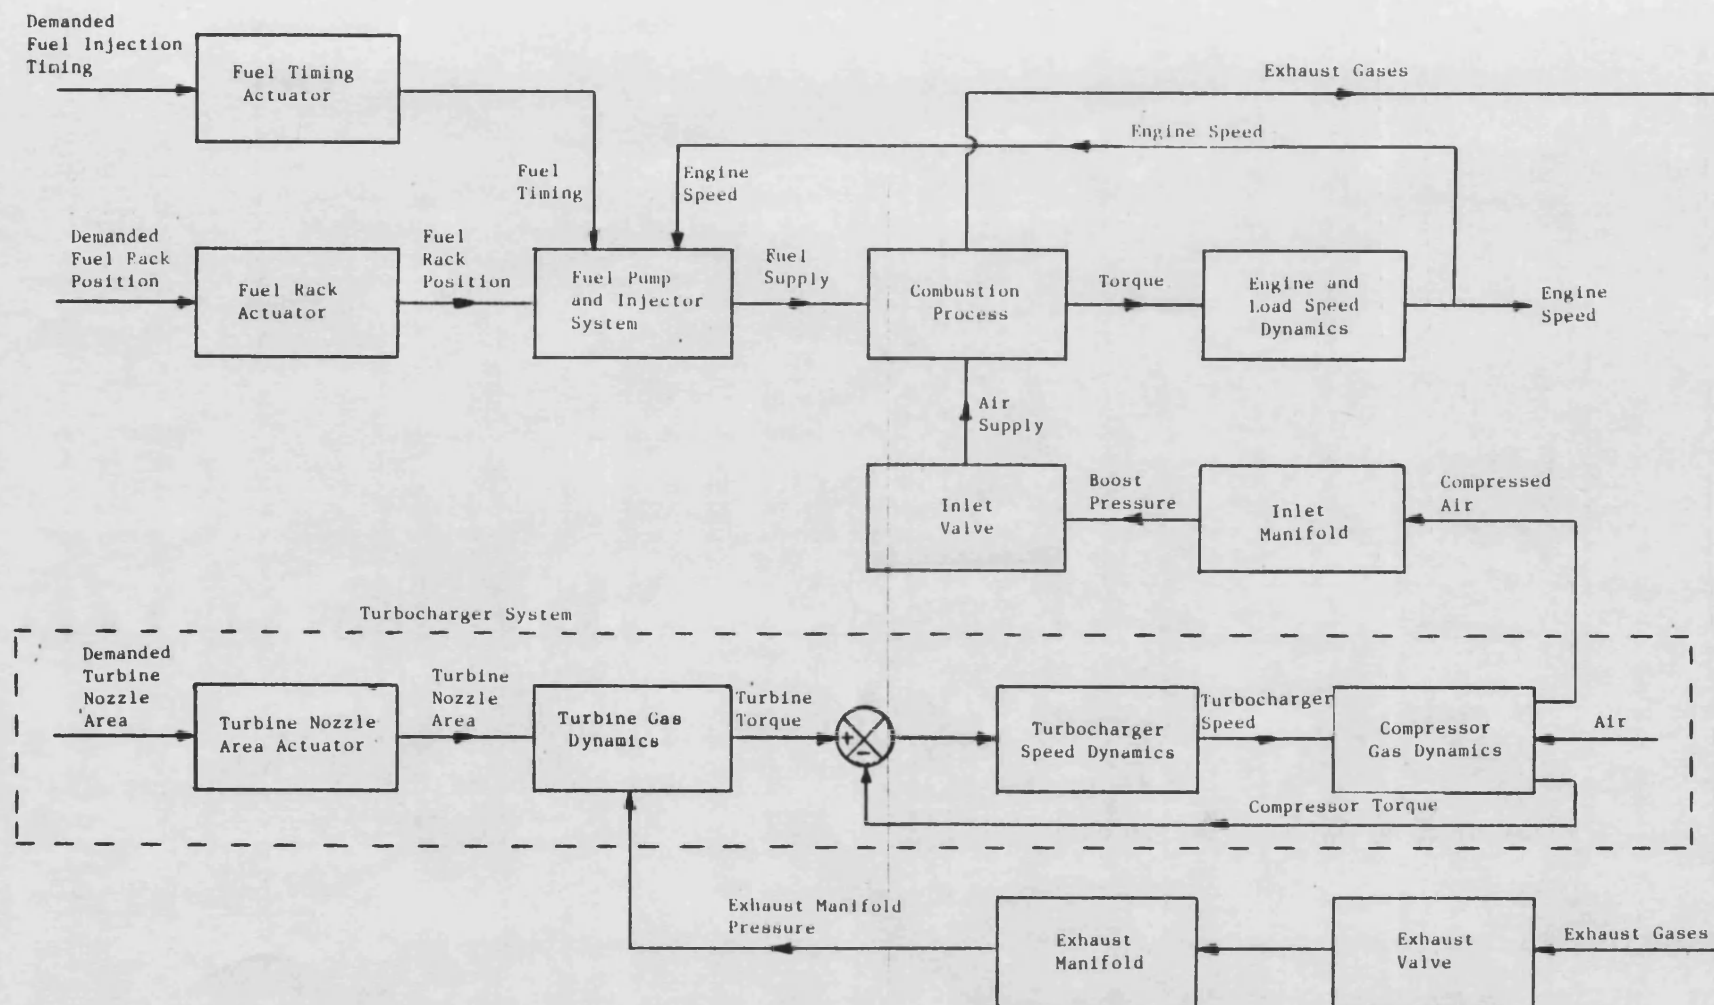 Demanded
Fuel Injection
Timing
Fuel Timing
Actuator
Exhaust Gases
Engine Speed
Fuel
Timing
Engine
Speed
Demanded
Fuel Rack
Position
Fuel Rack
Actuator
Fuel
Rack
Position
Fuel Pump
and Injector
System
Fuel
Supply
Combustion
Process
Torque
Engine and
Load Speed
Dynamics
Engine
Speed
Air
Supply
Inlet
Valve
Boost
Pressure
Inlet
Manifold
Compressed
Air
Turbocharger System
Demanded
Turbine
Nozzle
Area
Turbine Nozzle
Area Actuator
Turbine
Nozzle
Area
Turbine Gas
Dynamics
Turbine
Torque
+
−
Turbocharger
Speed Dynamics
Turbocharger
Speed
Compressor
Gas Dynamics
Air
Compressor Torque
Exhaust Manifold
Pressure
Exhaust
Manifold
Exhaust
Valve
Exhaust Gases